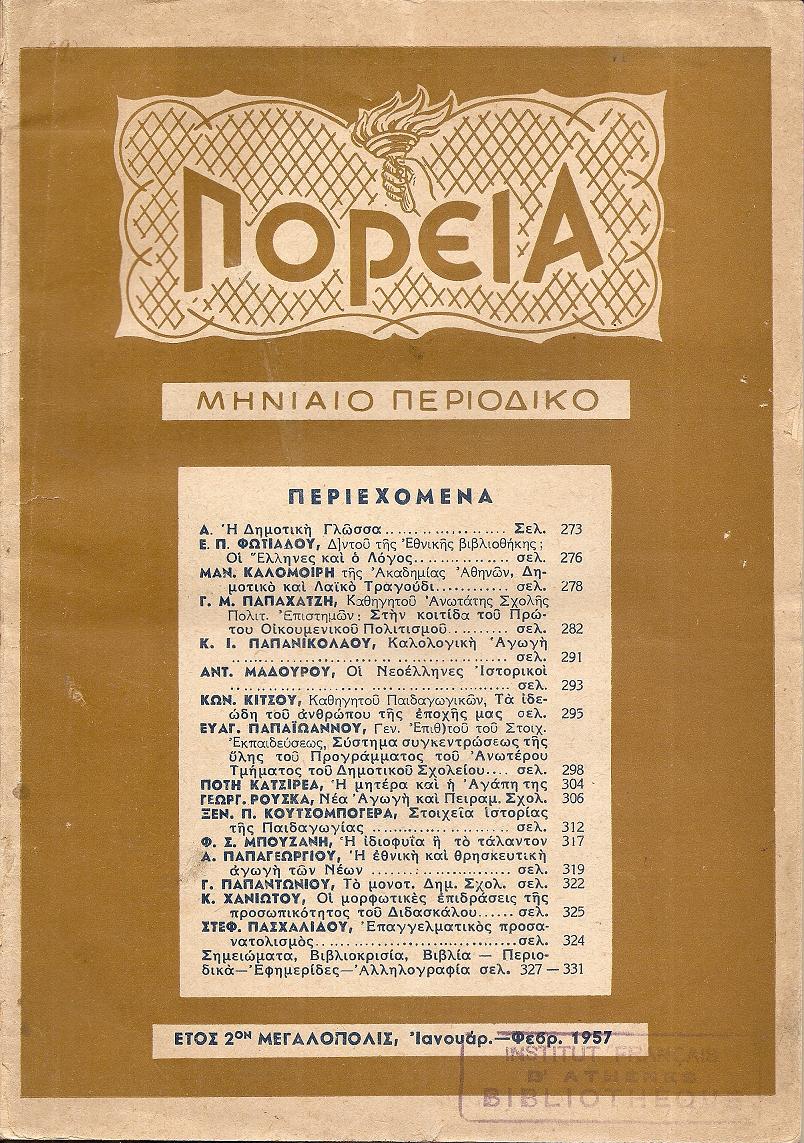 ΠΟΡΕΙΑ
ΜΗΝΙΑΙΟ ΠΕΡΙΟΔΙΚΟ
ΠΕΡΙΕΧΟΜΕΝΑ
Α. Ἡ Δημοτικὴ Γλῶσσα.................... Σελ. 273
Ε. Π. ΦΩΤΙΑΔΟΥ, Δ]ντοῦ τῆς Ἐθνικῆς βιβλιοθήκης ;
Οἱ Ἕλληνες καὶ ὁ Λόγος................ σελ. 276
ΜΑΝ. ΚΑΛΟΜΟΙΡΗ τῆς Ἀκαδημίας Ἀθηνῶν, Δη-
μοτικὸ καὶ Λαϊκὸ Τραγούδι............ σελ. 278
Γ. Μ. ΠΑΠΑΧΑΤΖΗ, Καθηγητοῦ Ἀνωτάτης Σχολῆς
Πολιτ. Ἐπιστημῶν: Στὴν κοιτίδα τοῦ Πρώ-
του Οἰκουμενικοῦ Πολιτισμοῦ.......... σελ. 282
Κ. Ι. ΠΑΠΑΝΙΚΟΛΑΟΥ, Καλολογικὴ Ἀγωγὴ
.............................................. σελ. 291
ΑΝΤ. ΜΑΔΟΥΡΟΥ, Οἱ Νεοέλληνες Ἱστορικοὶ
.............................................. σελ. 293
ΚΩΝ. ΚΙΤΣΟΥ, Καθηγητοῦ Παιδαγωγικῶν, Τὰ ἰδε-
ώδη τοῦ ἀνθρώπου τῆς ἐποχῆς μας σελ. 295
ΕΥΑΓ. ΠΑΠΑΪΩΑΝΝΟΥ, Γεν. Ἐπιθ)τοῦ τοῦ Στοιχ.
Ἐκπαιδεύσεως, Σύστημα συγκεντρώσεως τῆς
ὕλης τοῦ Προγράμματος τοῦ Ἀνωτέρου
Τμήματος τοῦ Δημοτικοῦ Σχολείου.... σελ. 298
ΠΟΤΗ ΚΑΤΣΙΡΕΑ, Ἡ μητέρα καὶ ἡ Ἀγάπη της 304
ΓΕΩΡΓ. ΡΟΥΣΚΑ, Νέα Ἀγωγὴ καὶ Πειραμ. Σχολ. 306
ΞΕΝ. Π. ΚΟΥΤΣΟΜΠΟΓΕΡΑ, Στοιχεῖα ἱστορίας
τῆς Παιδαγωγίας ...................... σελ. 312
Φ. Σ. ΜΠΟΥΖΑΝΗ, Ἡ ἰδιοφυΐα ἢ τὸ τάλαντον 317
Α. ΠΑΠΑΓΕΩΡΓΙΟΥ, Ἡ ἐθνικὴ καὶ θρησκευτικὴ
ἀγωγὴ τῶν Νέων ...................... σελ. 319
Γ. ΠΑΠΑΝΤΩΝΙΟΥ, Τὸ μονοτ. Δημ. Σχολ. σελ. 322
Κ. ΧΑΝΙΩΤΟΥ, Οἱ μορφωτικὲς ἐπιδράσεις τῆς
προσωπικότητος τοῦ Διδασκάλου...... σελ. 325
ΣΤΕΦ. ΠΑΣΧΑΛΙΔΟΥ, Ἐπαγγελματικὸς προσα-
νατολισμὸς............................σελ. 324
Σημειώματα, Βιβλιοκρισία, Βιβλία — Περιο-
δικὰ—Ἐφημερίδες—Ἀλληλογραφία σελ. 327—331
ΕΤΟΣ 2ΟΝ ΜΕΓΑΛΟΠΟΛΙΣ, Ἰανουάρ.—Φεβρ. 1957
INSTITUT FRANÇAIS
D'ATHENES
BIBLIOTHEQUE